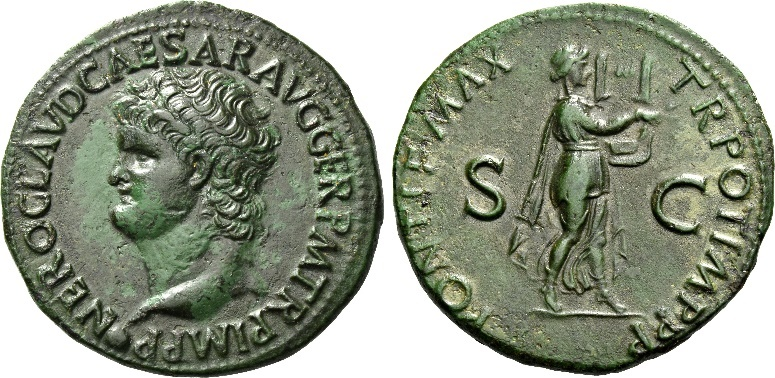 NERO CLAVD CAESAR AVG GER P M TR P IMP P P
PONTIF MAX TR POT IMP P P
S C